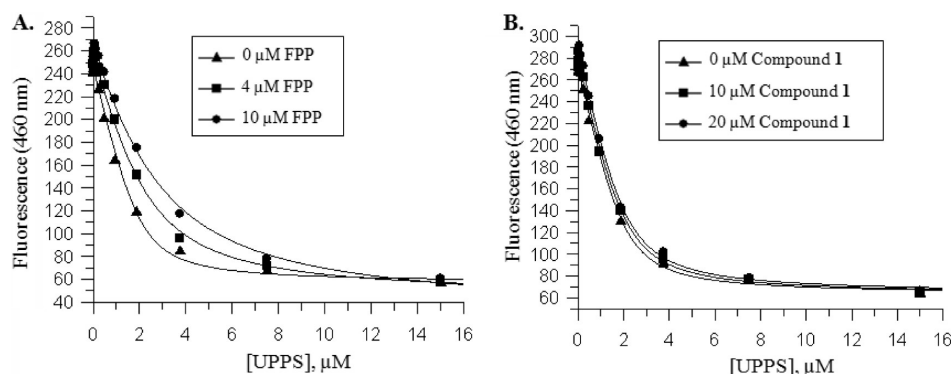 A.
280
260
240
220
200
180
160
140
120
100
80
60
40
Fluorescence (460 nm)
0 µM FPP
4 µM FPP
10 µM FPP
0 2 4 6 8 10 12 14 16
[UPPS], µM
B.
300
280
260
240
220
200
180
160
140
120
100
80
60
Fluorescence (460 nm)
0 µM Compound 1
10 µM Compound 1
20 µM Compound 1
0 2 4 6 8 10 12 14 16
[UPPS], µM